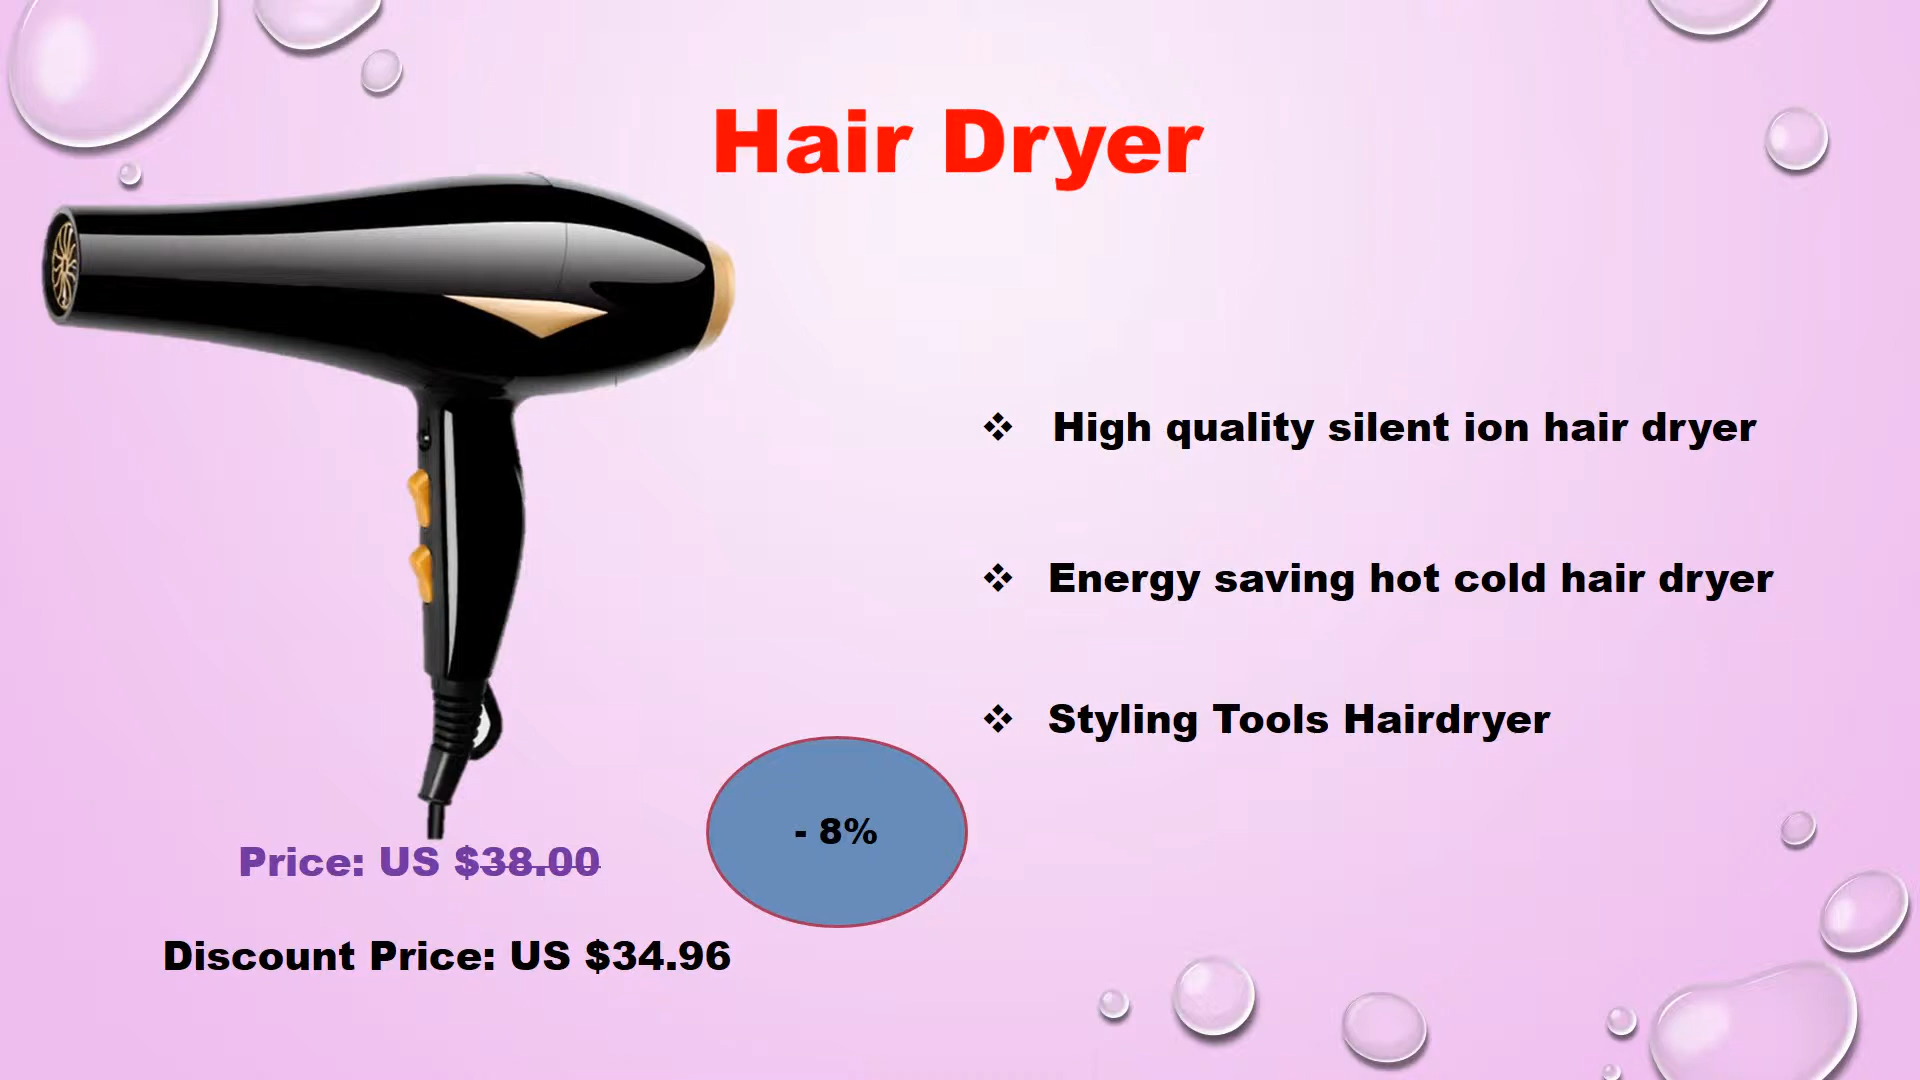 Hair Dryer
❖ High quality silent ion hair dryer
❖ Energy saving hot cold hair dryer
❖ Styling Tools Hairdryer
- 8%
Price: US $38.00
Discount Price: US $34.96